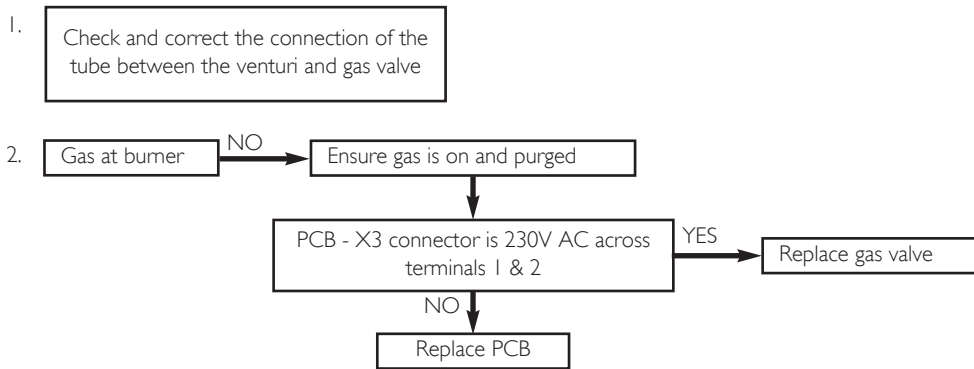 1.
Check and correct the connection of the
tube between the venturi and gas valve
2.
Gas at burner
NO
Ensure gas is on and purged
PCB - X3 connector is 230V AC across
terminals 1 & 2
YES
Replace gas valve
NO
Replace PCB